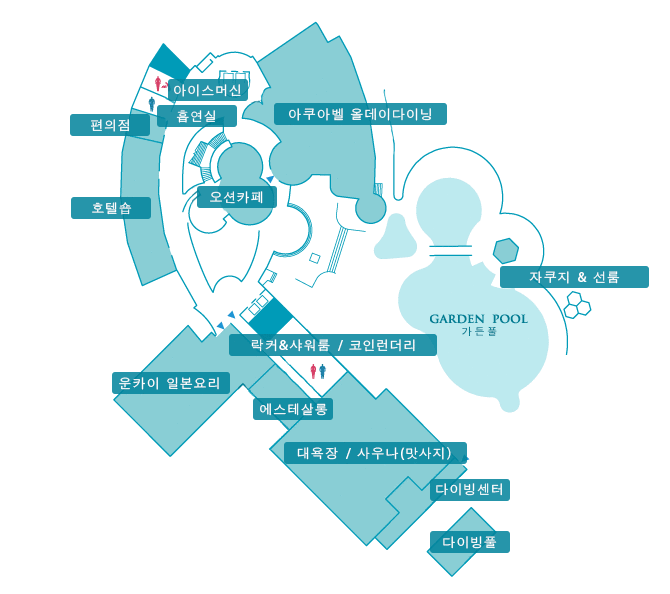 아이스머신
흡연실
아쿠아벨 올데이다이닝
편의점
오션카페
호텔숍
자쿠지 & 선룸
GARDEN POOL
가든풀
락커&샤워룸 / 코인런더리
운카이 일본요리
에스테살롱
대욕장 / 사우나(맛사지)
다이빙센터
다이빙풀